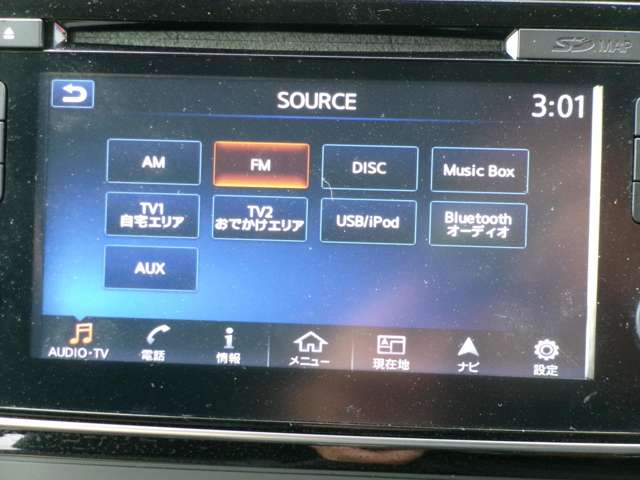 SD MAP
SOURCE
3:01
AM
FM
DISC
Music Box
TV1
自宅エリア
TV2
おでかけエリア
USB/iPod
Bluetooth
オーディオ
AUX
AUDIO・TV
電話
情報
メニュー
現在地
ナビ
設定